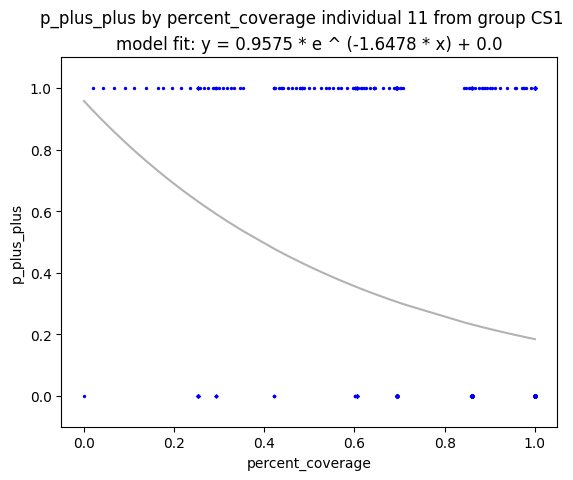 p_plus_plus by percent_coverage individual 11 from group CS1
model fit: y = 0.9575 * e ^ (-1.6478 * x) + 0.0
1.0
0.8
0.6
0.4
0.2
0.0
p_plus_plus
0.0 0.2 0.4 0.6 0.8 1.0
percent_coverage